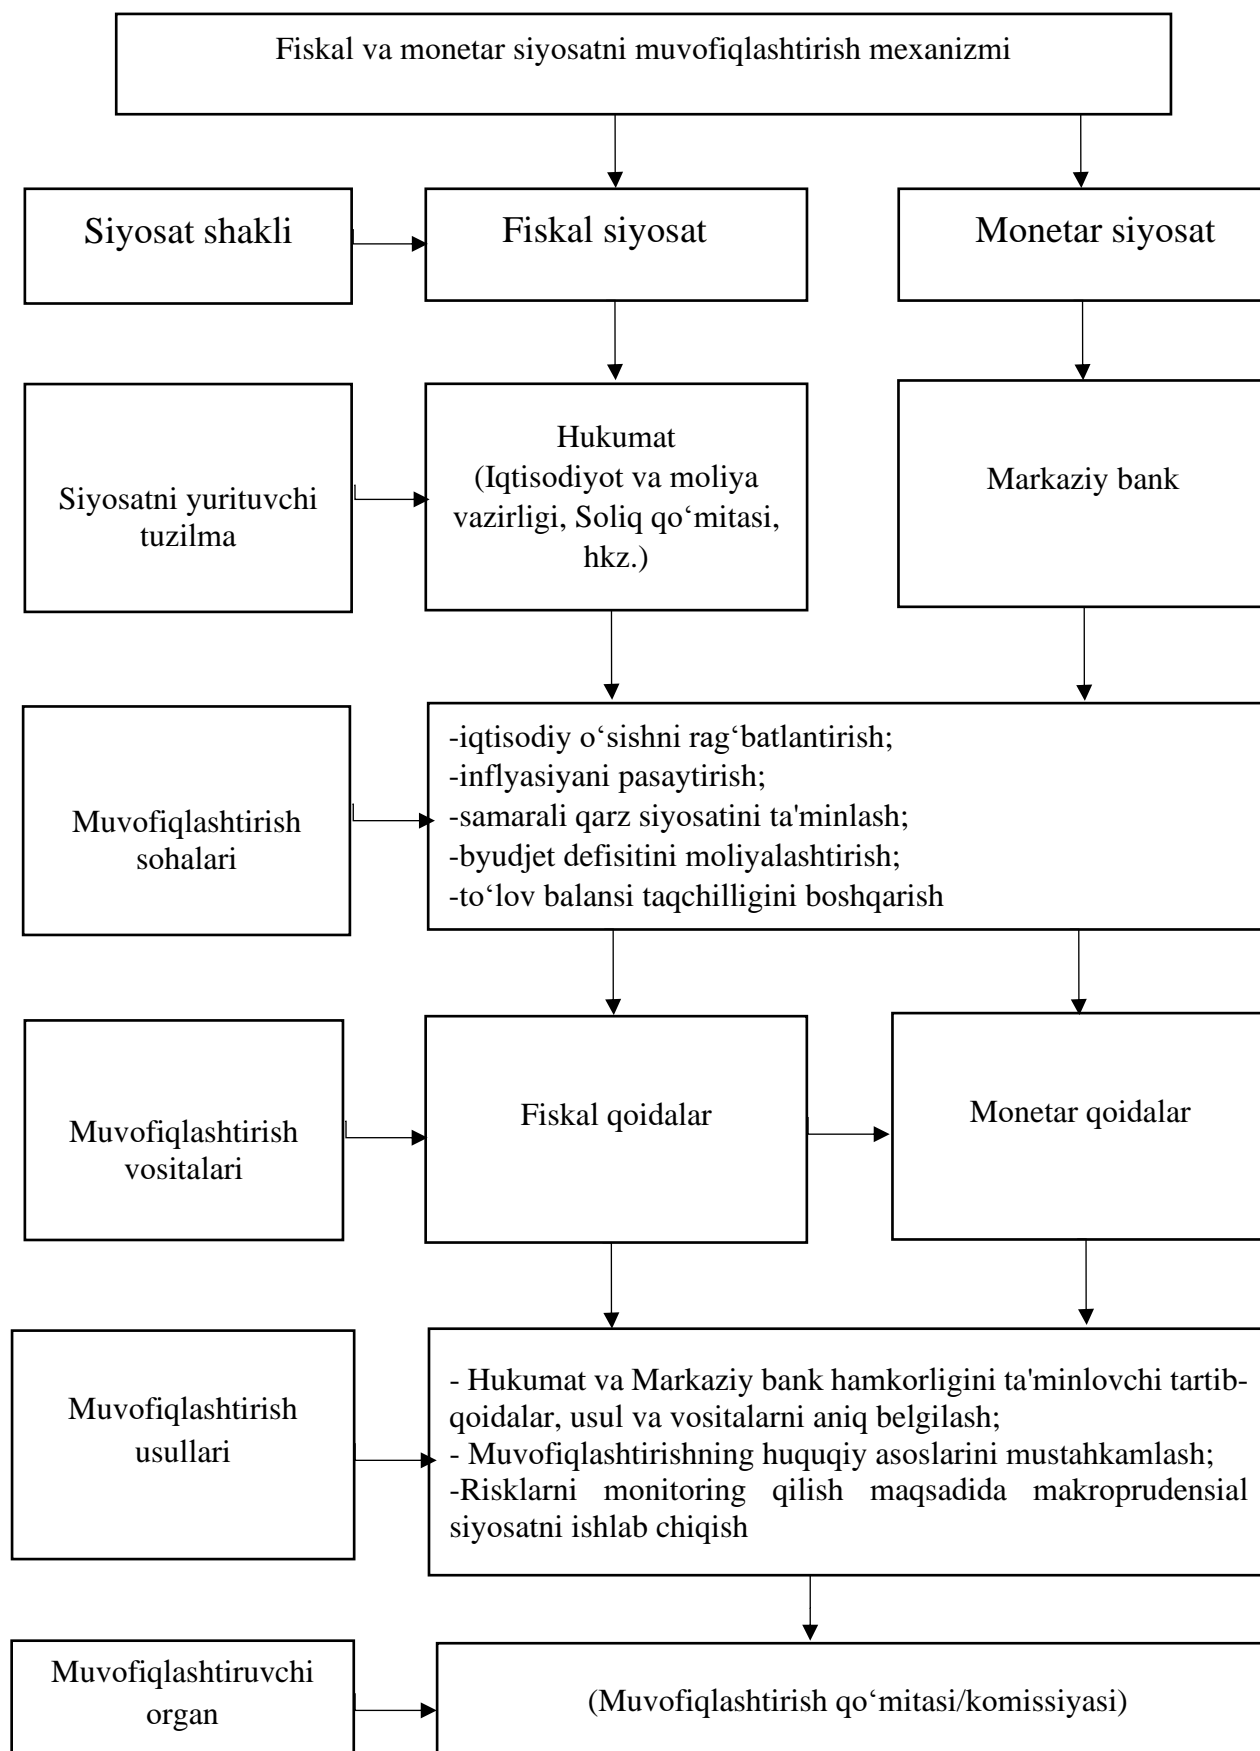 Fiskal va monetar siyosatni muvofiqlashtirish mexanizmi
Siyosat shakli
Fiskal siyosat
Monetar siyosat
Siyosatni yurituvchi
tuzilma
Hukumat
(Iqtisodiyot va moliya
vazirligi, Soliq qo‘mitasi,
hkz.)
Markaziy bank
Muvofiqlashtirish
sohalari
-iqtisodiy o‘sishni rag‘batlantirish;
-inflyasiyani pasaytirish;
-samarali qarz siyosatini ta'minlash;
-byudjet defisitini moliyalashtirish;
-to‘lov balansi taqchilligini boshqarish
Muvofiqlashtirish
vositalari
Fiskal qoidalar
Monetar qoidalar
Muvofiqlashtirish
usullari
- Hukumat va Markaziy bank hamkorligini ta'minlovchi tartib-
qoidalar, usul va vositalarni aniq belgilash;
- Muvofiqlashtirishning huquqiy asoslarini mustahkamlash;
-Risklarni monitoring qilish maqsadida makroprudensial
siyosatni ishlab chiqish
Muvofiqlashtiruvchi
organ
(Muvofiqlashtirish qo‘mitasi/komissiyasi)